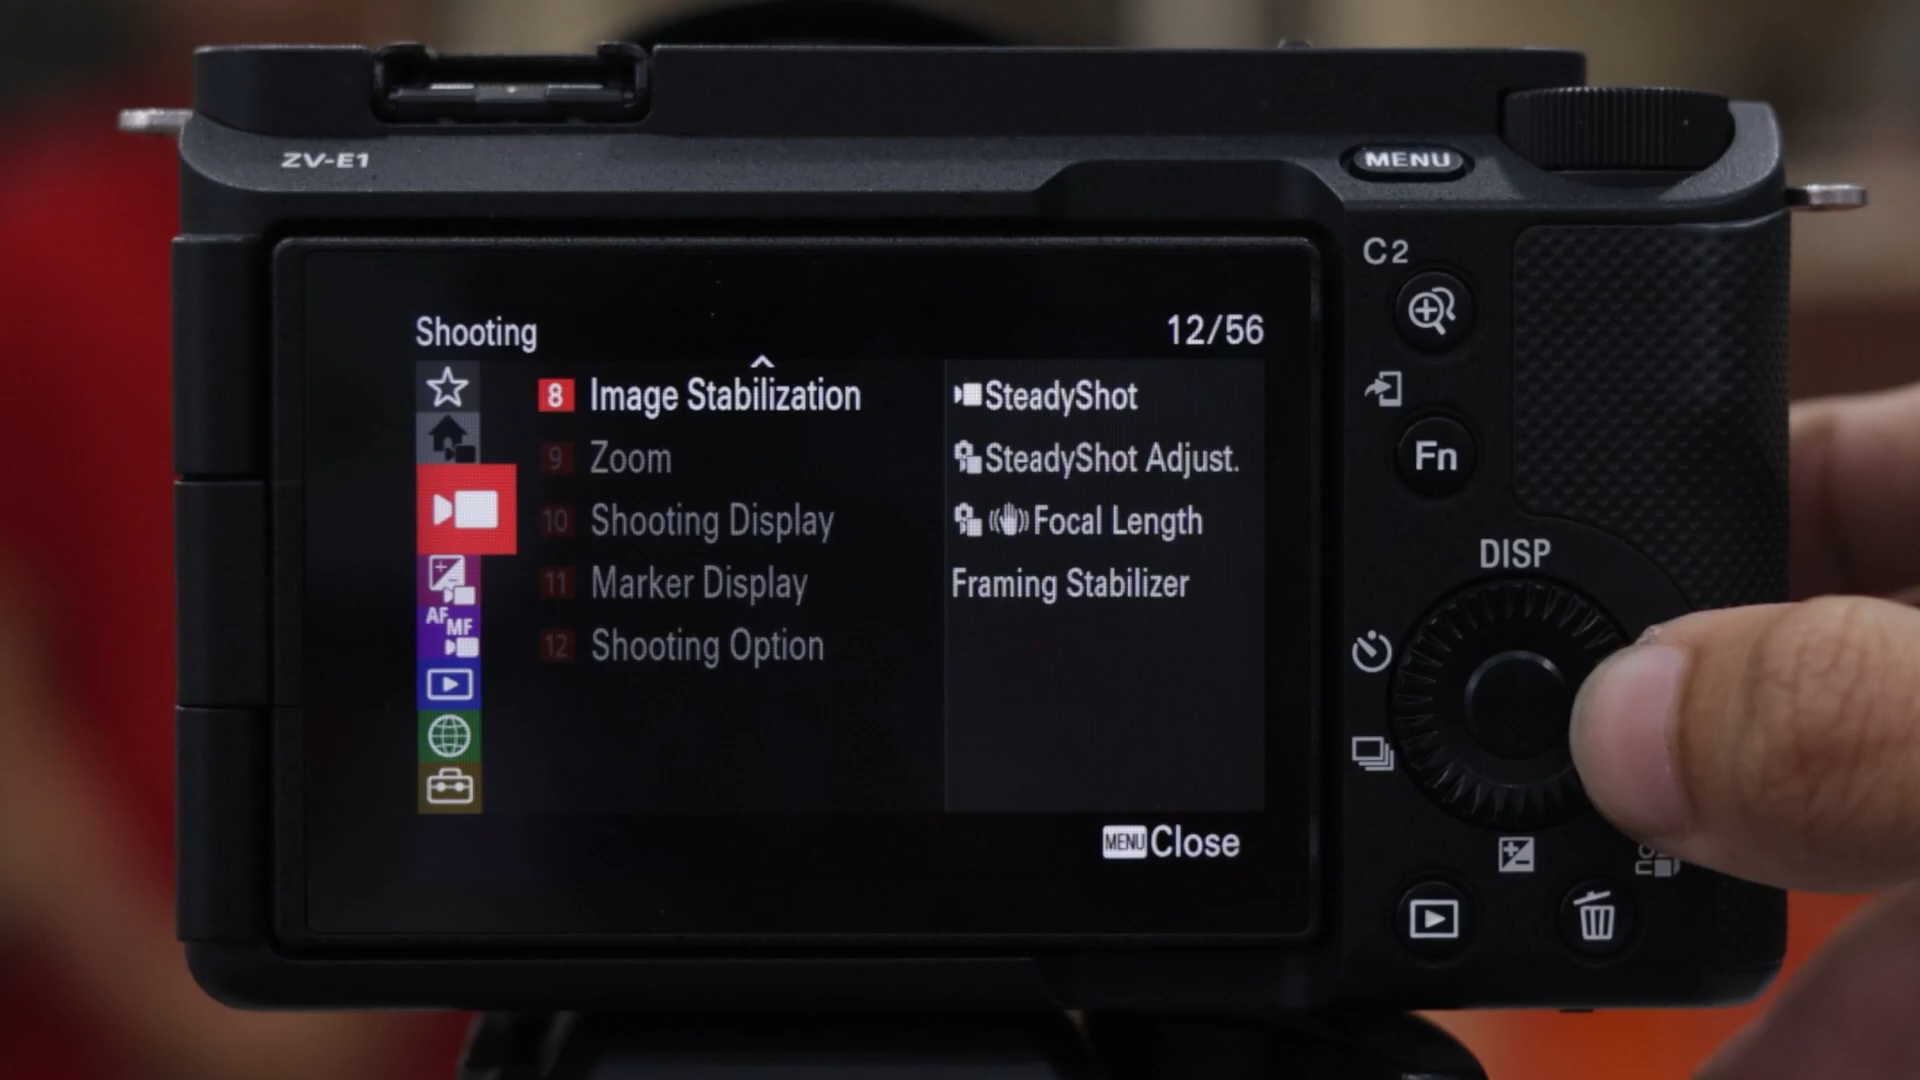 ZV-E1
MENU
C2
Shooting
12/56
8 Image Stabilization
9 Zoom
10 Shooting Display
11 Marker Display
12 Shooting Option
SteadyShot
SteadyShot Adjust.
Focal Length
Framing Stabilizer
AF MF
MENU Close
Fn
DISP